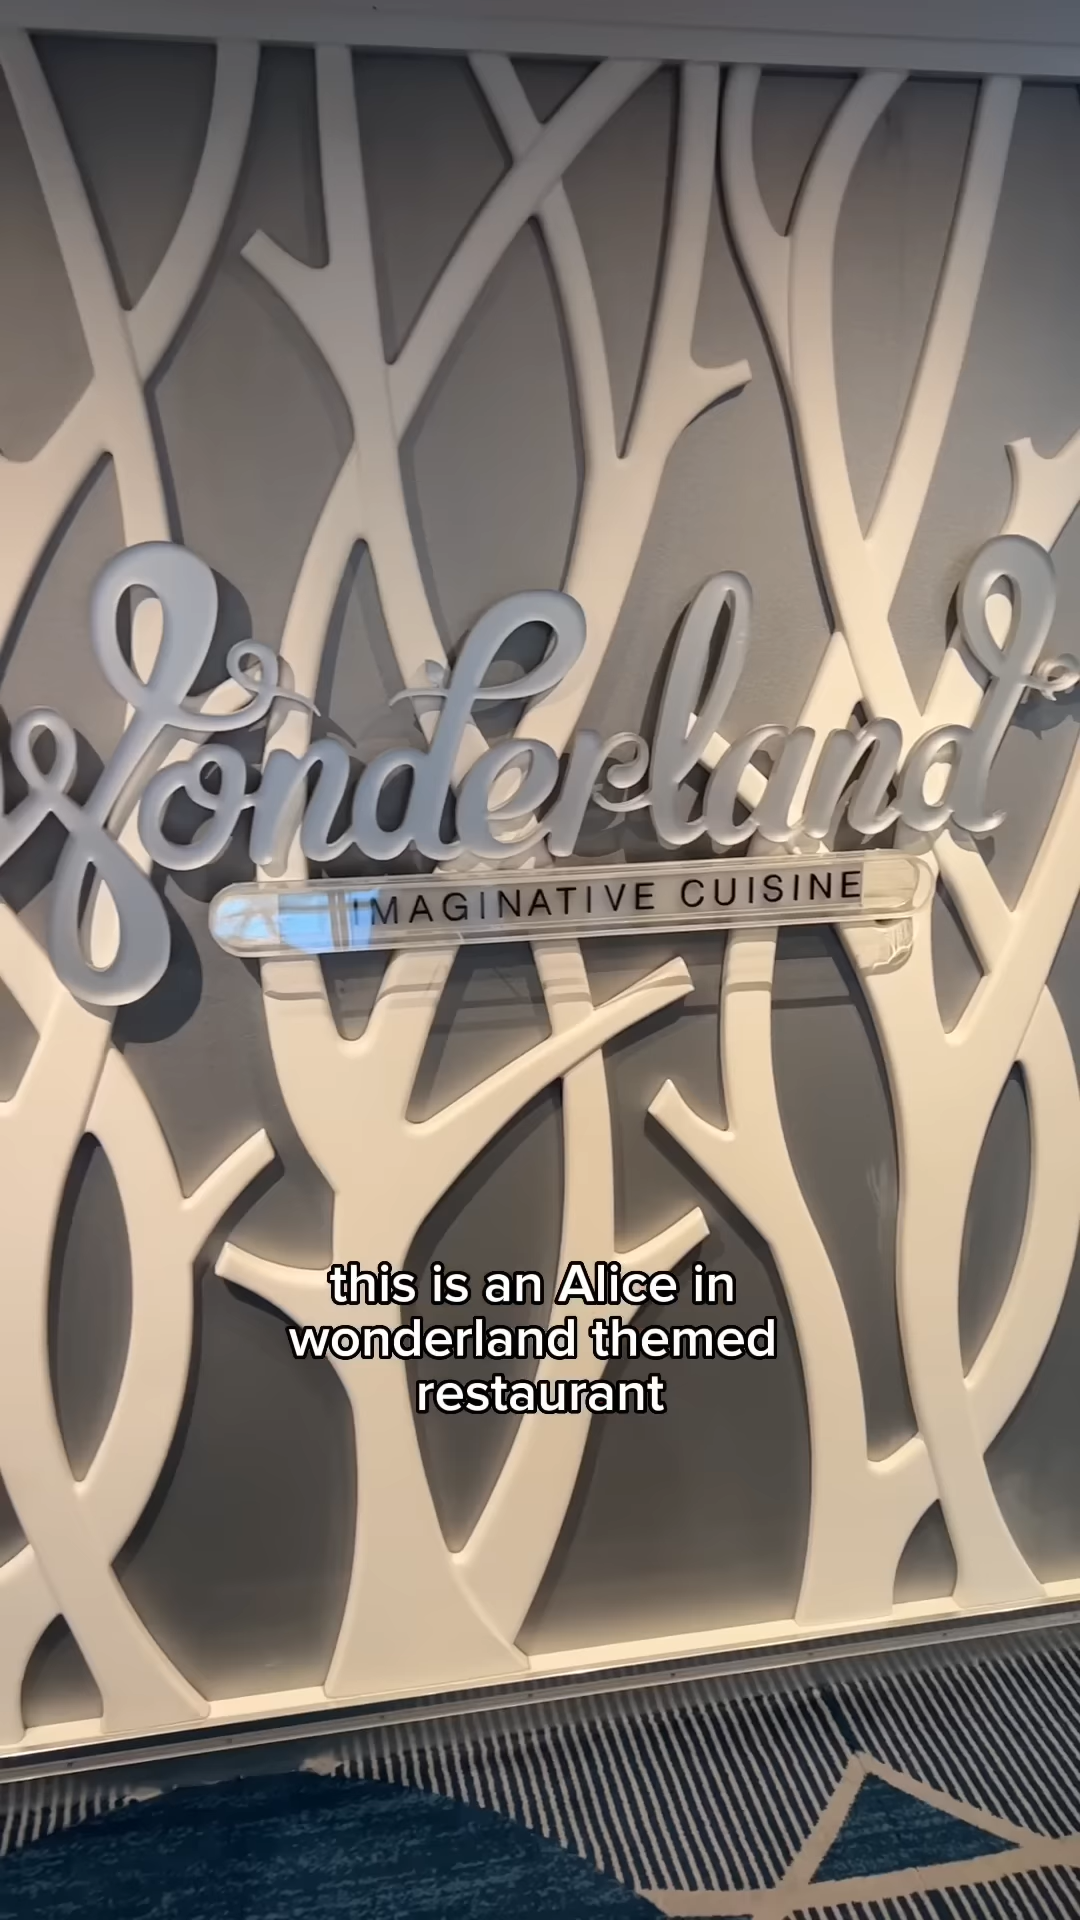 Wonderland
IMAGINATIVE CUISINE
this is an Alice in
wonderland themed
restaurant